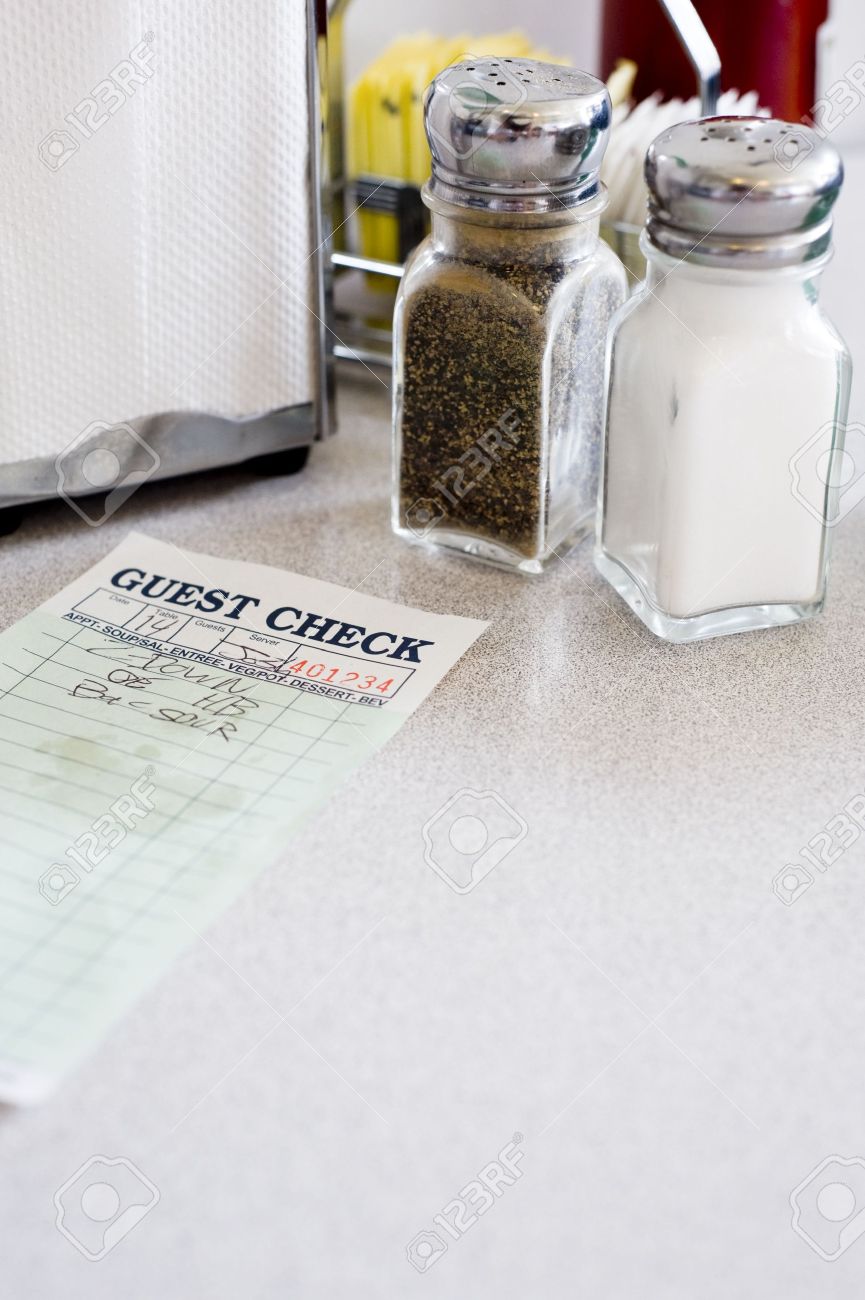 GUEST CHECK
Date Table Guests Server
14 401234
APPT-SOUP/SAL-ENTREE-VEG/POT-DESSERT-BEV
2 DOWN
OE HB
BAC SOUR
123RF